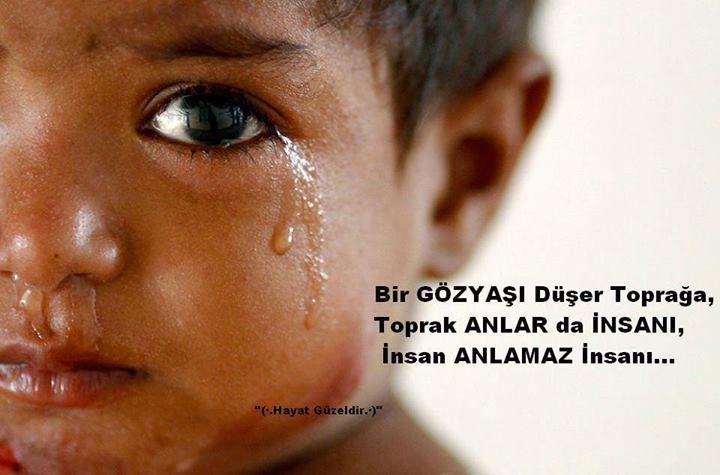 Bir GÖZYAŞI Düşer Toprağa,
Toprak ANLAR da İNSANI,
İnsan ANLAMAZ İnsanı...
"(·.Hayat Güzeldir.·)"